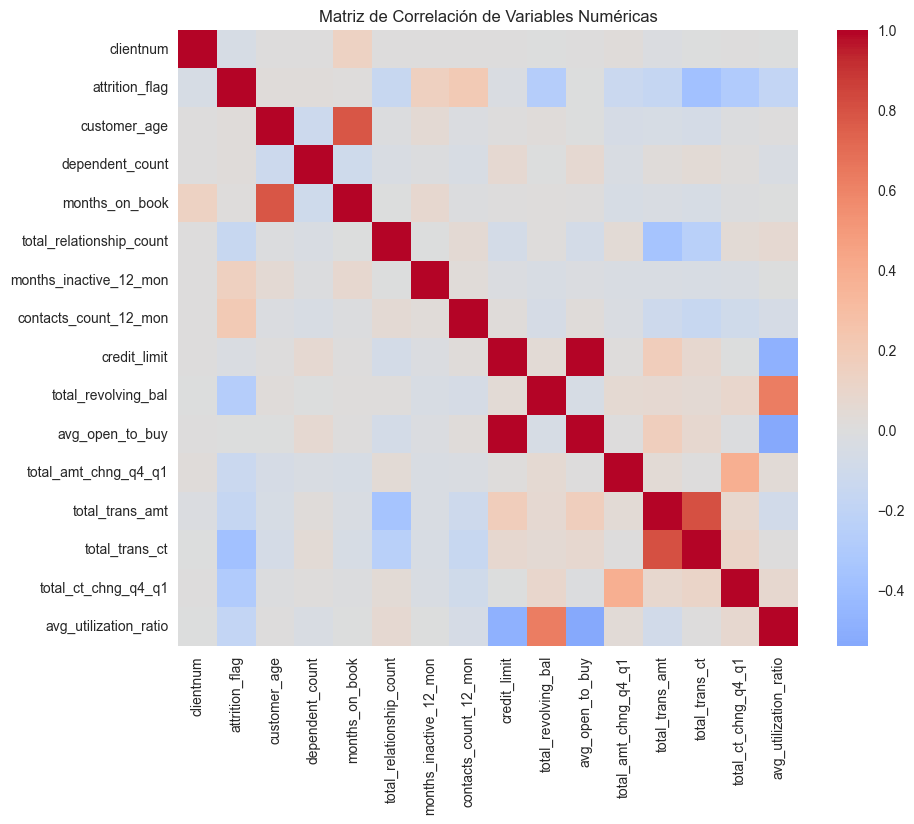 Matriz de Correlación de Variables Numéricas
clientnum
attrition_flag
customer_age
dependent_count
months_on_book
total_relationship_count
months_inactive_12_mon
contacts_count_12_mon
credit_limit
total_revolving_bal
avg_open_to_buy
total_amt_chng_q4_q1
total_trans_amt
total_trans_ct
total_ct_chng_q4_q1
avg_utilization_ratio
clientnum
attrition_flag
customer_age
dependent_count
months_on_book
total_relationship_count
months_inactive_12_mon
contacts_count_12_mon
credit_limit
total_revolving_bal
avg_open_to_buy
total_amt_chng_q4_q1
total_trans_amt
total_trans_ct
total_ct_chng_q4_q1
avg_utilization_ratio
1.0
0.8
0.6
0.4
0.2
0.0
−0.2
−0.4